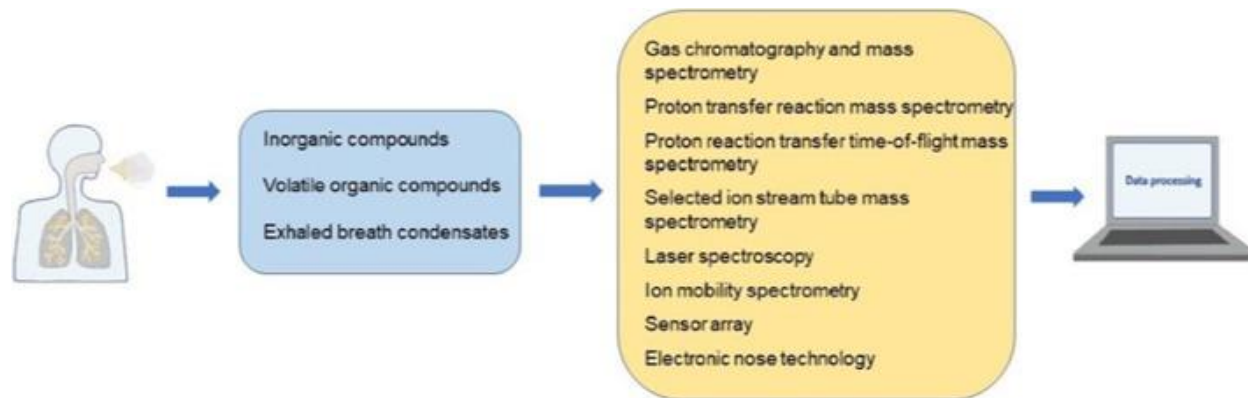 Inorganic compounds
Volatile organic compounds
Exhaled breath condensates
Gas chromatography and mass
spectrometry
Proton transfer reaction mass spectrometry
Proton reaction transfer time-of-flight mass
spectrometry
Selected ion stream tube mass
spectrometry
Laser spectroscopy
Ion mobility spectrometry
Sensor array
Electronic nose technology
Data processing